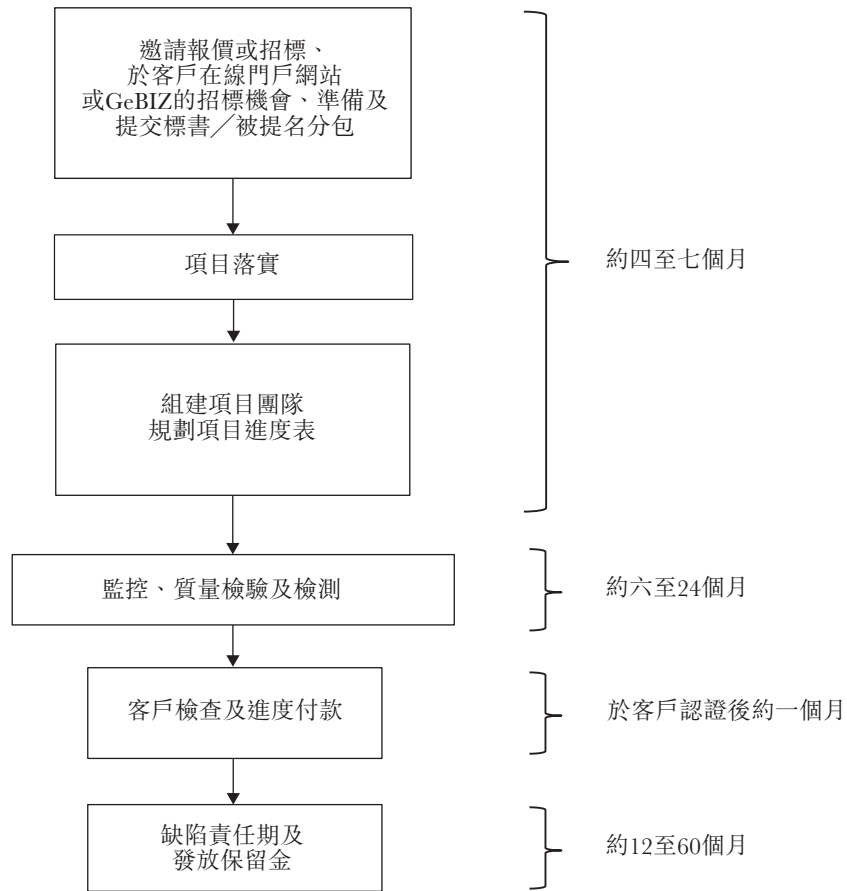 邀請報價或招標、
於客戶在線門戶網站
或GeBIZ的招標機會、準備及
提交標書／被提名分包
項目落實
約四至七個月
組建項目團隊
規劃項目進度表
監控、質量檢驗及檢測
約六至24個月
客戶檢查及進度付款
於客戶認證後約一個月
缺陷責任期及
發放保留金
約12至60個月